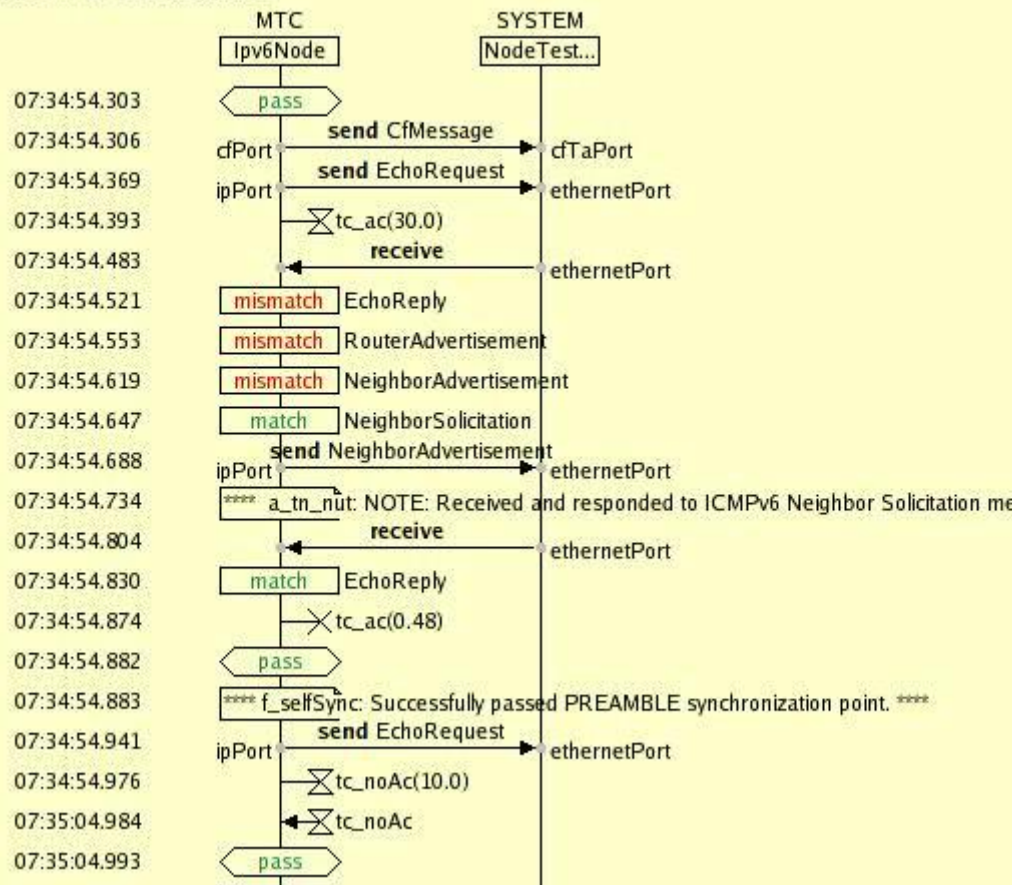 MTC SYSTEM
Ipv6Node NodeTest...
07:34:54.303 pass
07:34:54.306 cfPort send CfMessage cfTaPort
07:34:54.369 ipPort send EchoRequest ethernetPort
07:34:54.393 tc_ac(30.0)
07:34:54.483 receive ethernetPort
07:34:54.521 mismatch EchoReply
07:34:54.553 mismatch RouterAdvertisement
07:34:54.619 mismatch NeighborAdvertisement
07:34:54.647 match NeighborSolicitation
07:34:54.688 ipPort send NeighborAdvertisement ethernetPort
07:34:54.734 **** a_tn_nut: NOTE: Received and responded to ICMPv6 Neighbor Solicitation me
07:34:54.804 receive ethernetPort
07:34:54.830 match EchoReply
07:34:54.874 tc_ac(0.48)
07:34:54.882 pass
07:34:54.883 **** f_selfSync: Successfully passed PREAMBLE synchronization point. ****
07:34:54.941 ipPort send EchoRequest ethernetPort
07:34:54.976 tc_noAc(10.0)
07:35:04.984 tc_noAc
07:35:04.993 pass